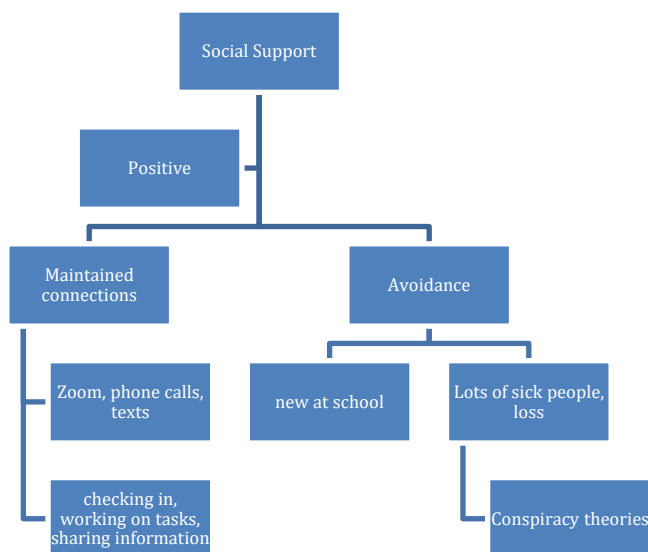 Social Support
Positive
Maintained
connections
Avoidance
Zoom, phone calls,
texts
new at school
Lots of sick people,
loss
checking in,
working on tasks,
sharing information
Conspiracy theories